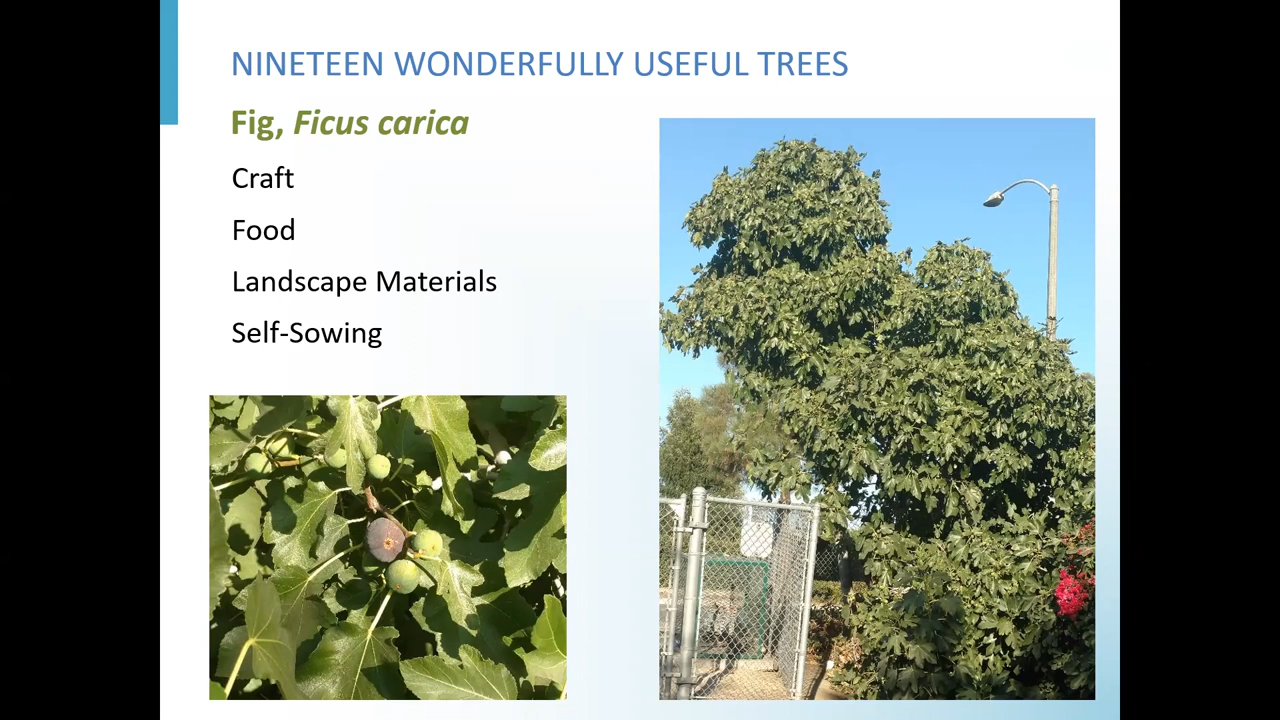 NINETEEN WONDERFULLY USEFUL TREES
Fig, Ficus carica
Craft
Food
Landscape Materials
Self-Sowing